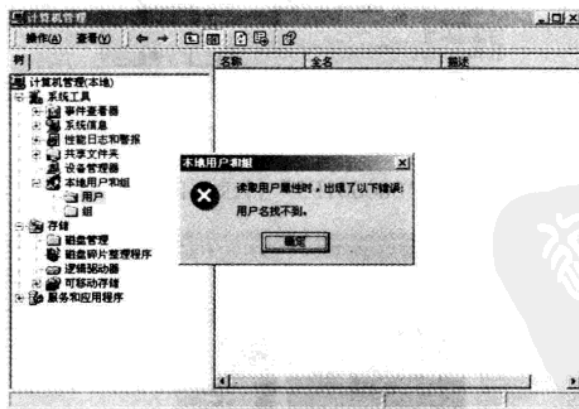 计算机管理
操作(A) 查看(V)
树
名称 全名 描述
计算机管理(本地)
系统工具
事件查看器
系统信息
性能日志和警报
共享文件夹
设备管理器
本地用户和组
用户
组
存储
磁盘管理
磁盘碎片整理程序
逻辑驱动器
可移动存储
服务和应用程序
本地用户和组
读取用户属性时，出现了以下错误:
用户名找不到。
确定